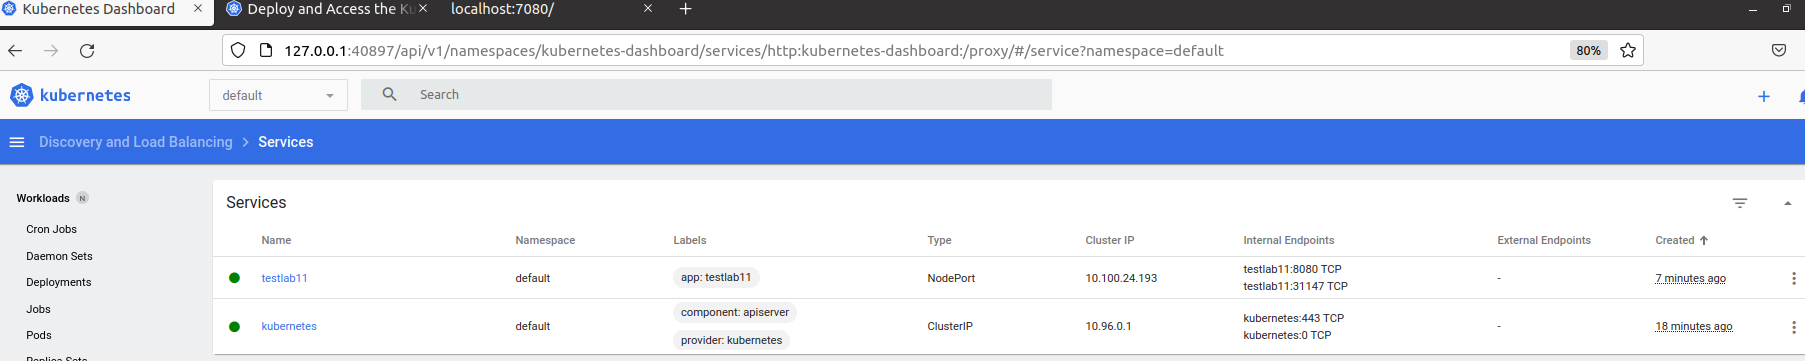 Kubernetes Dashboard
Deploy and Access the Ku
localhost:7080/
127.0.0.1:40897/api/v1/namespaces/kubernetes-dashboard/services/http:kubernetes-dashboard:/proxy/#/service?namespace=default
80%
kubernetes
default
Search
Discovery and Load Balancing > Services
Workloads N
Cron Jobs
Daemon Sets
Deployments
Jobs
Pods
Replica Sets
Services
Name Namespace Labels Type Cluster IP Internal Endpoints External Endpoints Created
testlab11 default app: testlab11 NodePort 10.100.24.193 testlab11:8080 TCP - 7 minutes ago
testlab11:31147 TCP
component: apiserver
kubernetes default ClusterIP 10.96.0.1 kubernetes:443 TCP - 18 minutes ago
kubernetes:0 TCP
provider: kubernetes